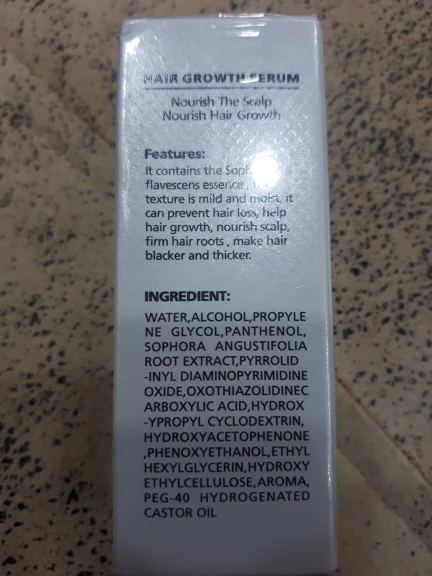 HAIR GROWTH SERUM
Nourish The Scalp
Nourish Hair Growth
Features:
It contains the
flavescens essence ,
texture is mild and moist, it
can prevent hair loss, help
hair growth, nourish scalp,
firm hair roots , make hair
blacker and thicker.
INGREDIENT:
WATER,ALCOHOL,PROPYLE
NE GLYCOL,PANTHENOL,
SOPHORA ANGUSTIFOLIA
ROOT EXTRACT,PYRROLID
-INYL DIAMINOPYRIMIDINE
OXIDE,OXOTHIAZOLIDINEC
ARBOXYLIC ACID,HYDROX
-YPROPYL CYCLODEXTRIN,
HYDROXYACETOPHENONE
,PHENOXYETHANOL,ETHYL
HEXYLGLYCERIN,HYDROXY
ETHYLCELLULOSE,AROMA,
PEG-40 HYDROGENATED
CASTOR OIL